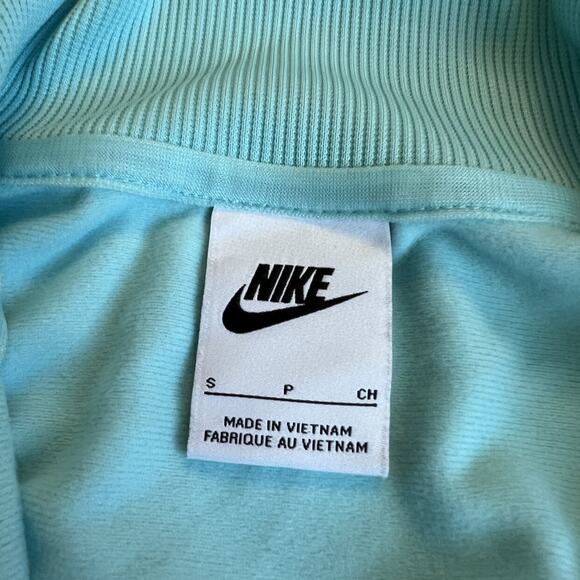 NIKE
S P CH
MADE IN VIETNAM
FABRIQUE AU VIETNAM